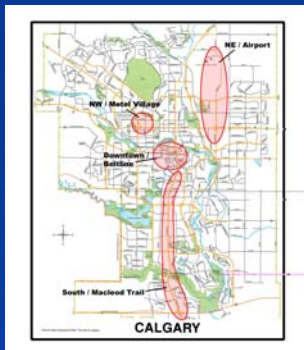 NE / Airport
NW / Motel Village
Downtown /
Beltline
South / Macleod Trail
CALGARY